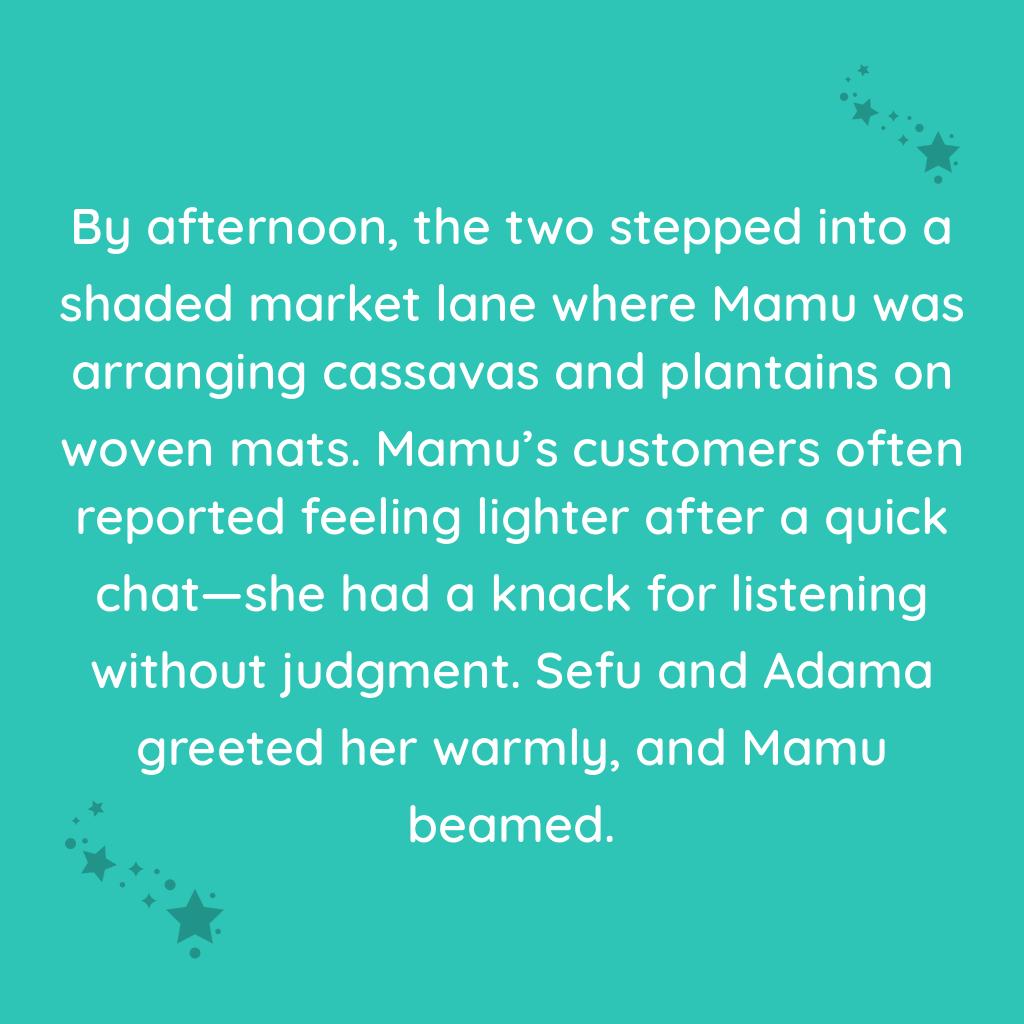 By afternoon, the two stepped into a
shaded market lane where Mamu was
arranging cassavas and plantains on
woven mats. Mamu’s customers often
reported feeling lighter after a quick
chat—she had a knack for listening
without judgment. Sefu and Adama
greeted her warmly, and Mamu
beamed.